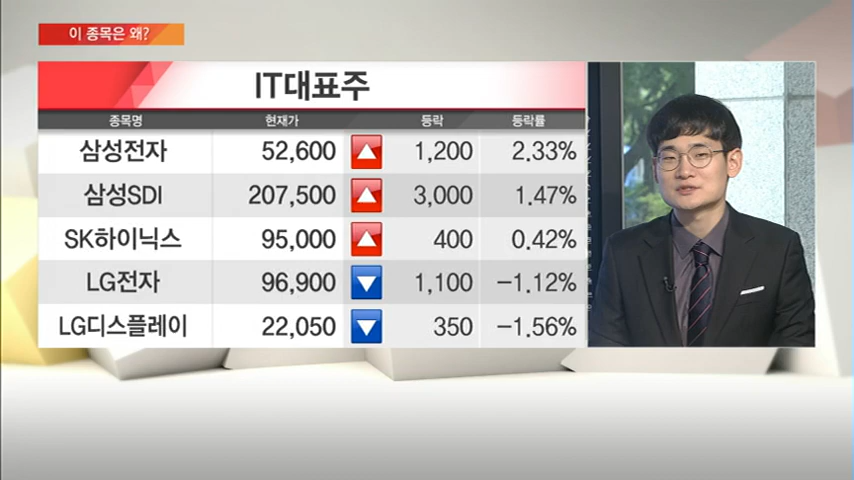 이 종목은 왜?
IT대표주
종목명 현재가 등락 등락률
삼성전자 52,600 ▲ 1,200 2.33%
삼성SDI 207,500 ▲ 3,000 1.47%
SK하이닉스 95,000 ▲ 400 0.42%
LG전자 96,900 ▼ 1,100 -1.12%
LG디스플레이 22,050 ▼ 350 -1.56%